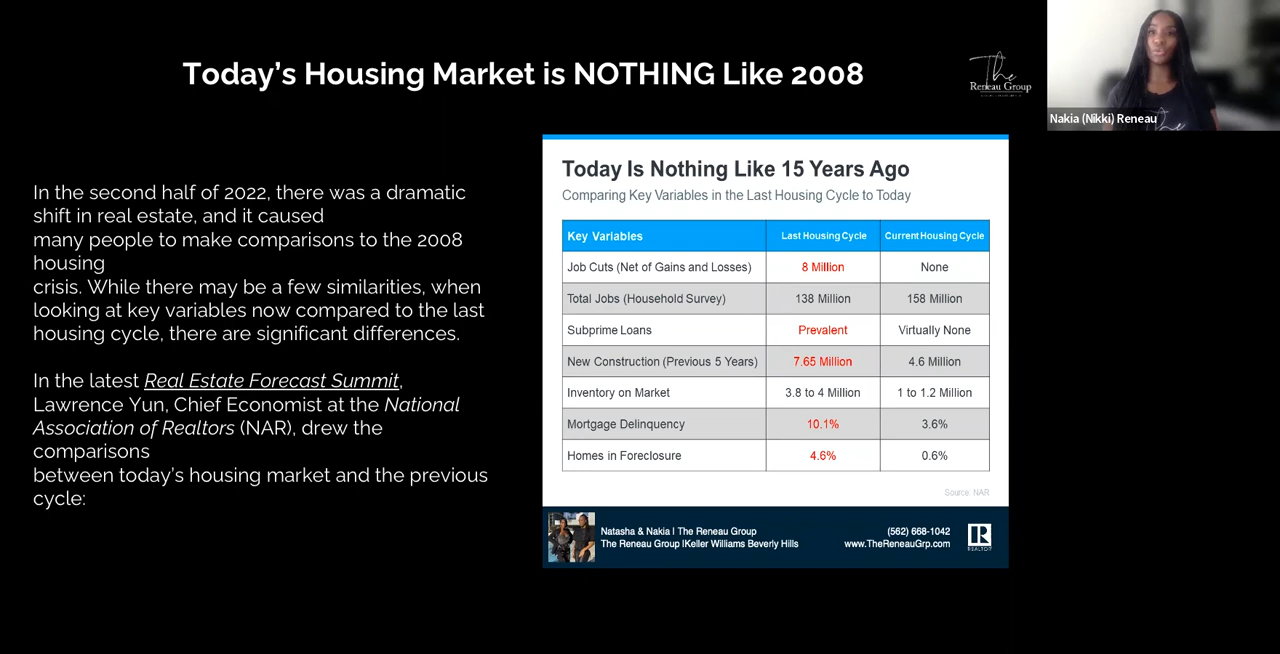 Today's Housing Market is NOTHING Like 2008
The
Reneau Group
Nakia (Nikki) Reneau
The
In the second half of 2022, there was a dramatic
shift in real estate, and it caused
many people to make comparisons to the 2008
housing
crisis. While there may be a few similarities, when
looking at key variables now compared to the last
housing cycle, there are significant differences.
In the latest Real Estate Forecast Summit,
Lawrence Yun, Chief Economist at the National
Association of Realtors (NAR), drew the
comparisons
between today's housing market and the previous
cycle:
Today Is Nothing Like 15 Years Ago
Comparing Key Variables in the Last Housing Cycle to Today
Key Variables Last Housing Cycle Current Housing Cycle
Job Cuts (Net of Gains and Losses) 8 Million None
Total Jobs (Household Survey) 138 Million 158 Million
Subprime Loans Prevalent Virtually None
New Construction (Previous 5 Years) 7.65 Million 4.6 Million
Inventory on Market 3.8 to 4 Million 1 to 1.2 Million
Mortgage Delinquency 10.1% 3.6%
Homes in Foreclosure 4.6% 0.6%
Source: NAR
Natasha & Nakia I The Reneau Group (562) 668-1042
The Reneau Group IKeller Williams Beverly Hills www.TheReneauGrp.com
R
REALTOR